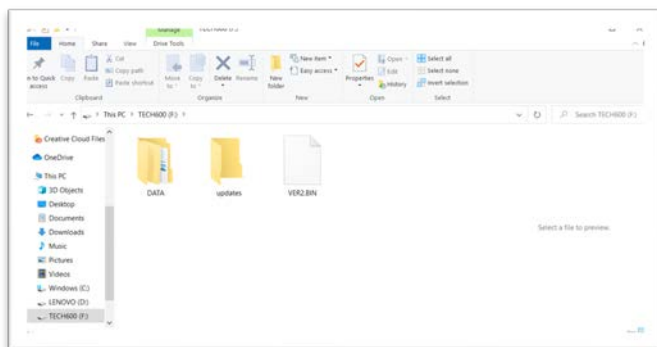 Manage
File Home Share View Drive Tools
Copy
Paste
Cut
Copy path
Paste shortcut
Move to
Copy to
Delete
Rename
New folder
New item
Easy access
Properties
Open
Edit
History
Select all
Select none
Invert selection
n to Quick access
Clipboard
Organize
New
Open
Select
This PC > TECH600 (F:) >
Search TECH600 (F:)
Creative Cloud Files
OneDrive
This PC
3D Objects
Desktop
Documents
Downloads
Music
Pictures
Videos
Windows (C:)
LENOVO (D:)
TECH600 (F:)
DATA
updates
VER2.BIN
Select a file to preview.